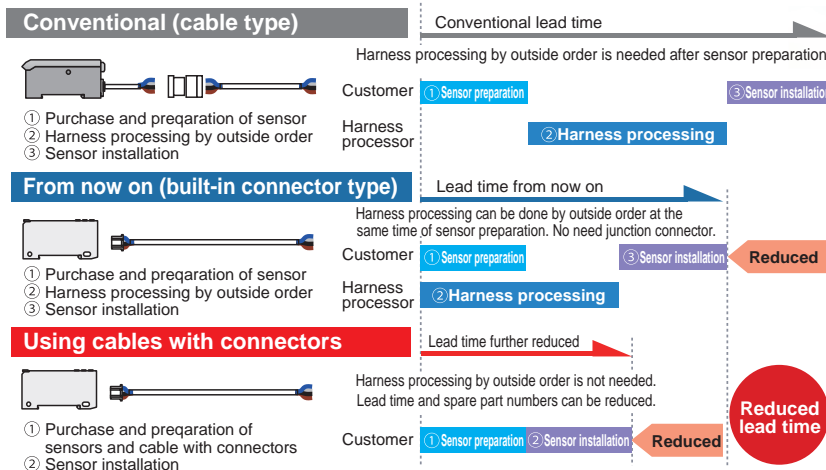 Conventional (cable type)
Conventional lead time
Harness processing by outside order is needed after sensor preparation
① Purchase and preqaration of sensor
② Harness processing by outside order
③ Sensor installation
Customer
①Sensor preparation
③Sensor installation
Harness
processor
②Harness processing
From now on (built-in connector type)
Lead time from now on
Harness processing can be done by outside order at the
same time of sensor preparation. No need junction connector.
① Purchase and preqaration of sensor
② Harness processing by outside order
③ Sensor installation
Customer
①Sensor preparation
③Sensor installation
Reduced
Harness
processor
②Harness processing
Using cables with connectors
Lead time further reduced
Harness processing by outside order is not needed.
Lead time and spare part numbers can be reduced.
① Purchase and preqaration of
sensors and cable with connectors
② Sensor installation
Customer
①Sensor preparation
②Sensor installation
Reduced
Reduced
lead time